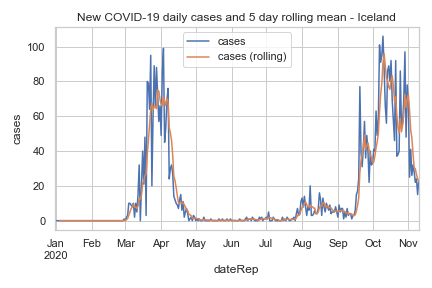 New COVID-19 daily cases and 5 day rolling mean - Iceland
cases
cases (rolling)
cases
100
80
60
40
20
0
Jan Feb Mar Apr May Jun Jul Aug Sep Oct Nov
2020
dateRep